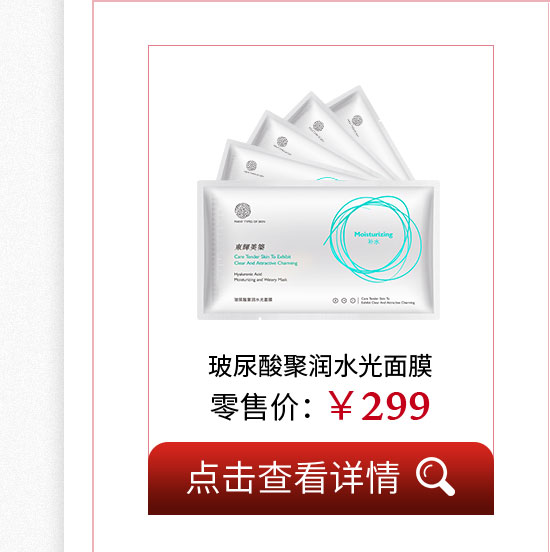 MANY TYPES OF SKIN
東輝美蘭
Care Tender Skin To Exhibit
Clear And Attractive Charming
Hyaluronic Acid
Moisturizing and Watery Mask
玻尿酸聚润水光面膜
Moisturizing
补水
Care Tender Skin To
Exhibit Clear And Attractive Charming
玻尿酸聚润水光面膜
零售价：￥299
点击查看详情